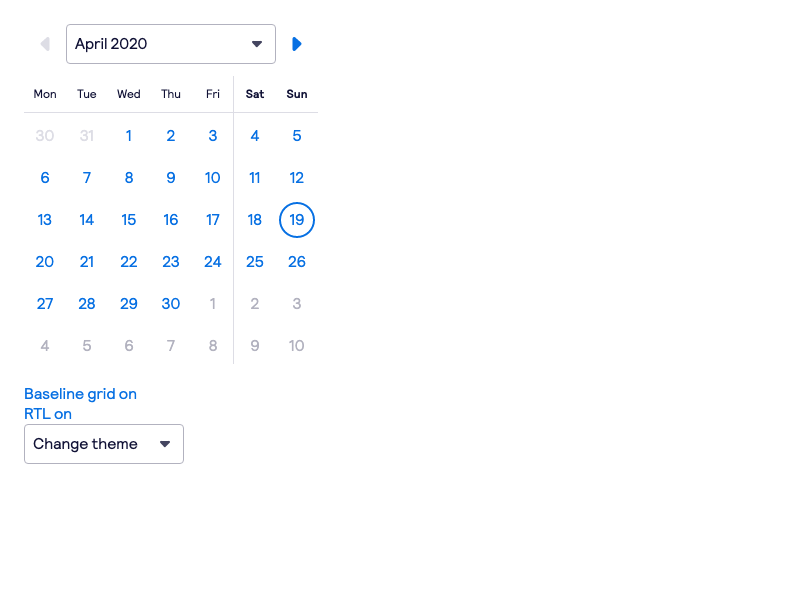 April 2020
Mon Tue Wed Thu Fri Sat Sun
30 31 1 2 3 4 5
6 7 8 9 10 11 12
13 14 15 16 17 18 19
20 21 22 23 24 25 26
27 28 29 30 1 2 3
4 5 6 7 8 9 10
Baseline grid on
RTL on
Change theme